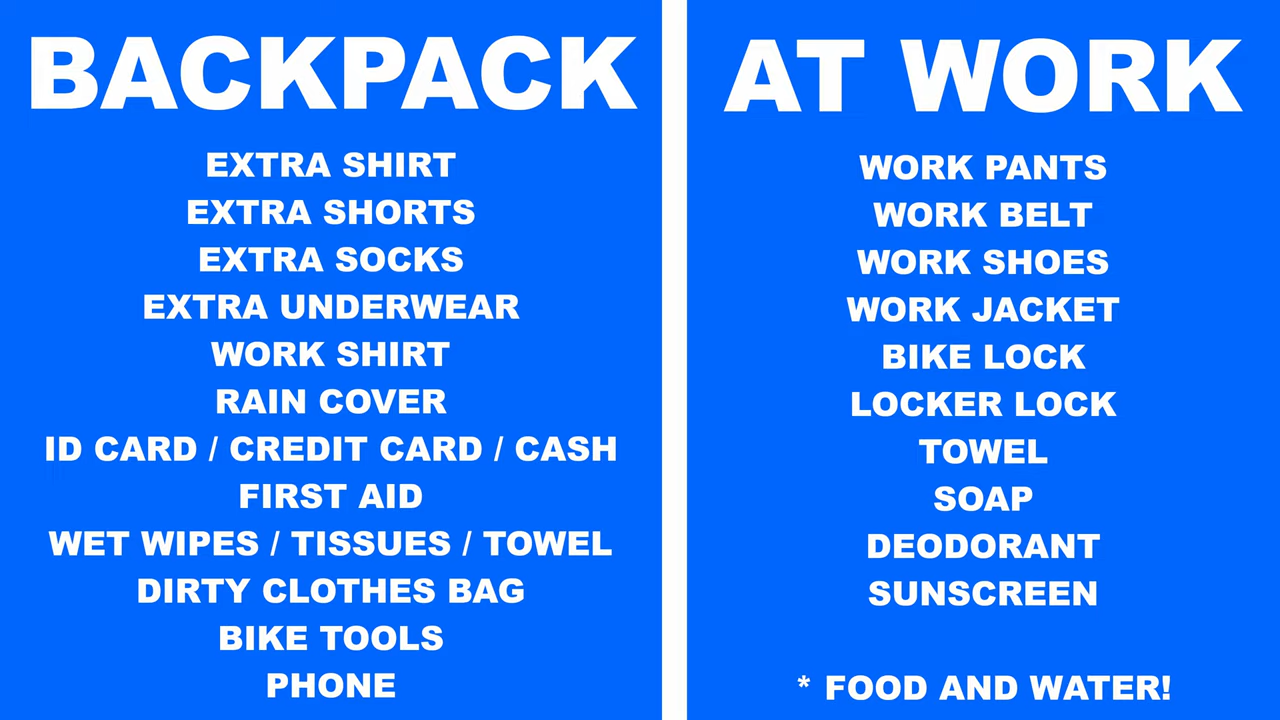 BACKPACK
EXTRA SHIRT
EXTRA SHORTS
EXTRA SOCKS
EXTRA UNDERWEAR
WORK SHIRT
RAIN COVER
ID CARD / CREDIT CARD / CASH
FIRST AID
WET WIPES / TISSUES / TOWEL
DIRTY CLOTHES BAG
BIKE TOOLS
PHONE
AT WORK
WORK PANTS
WORK BELT
WORK SHOES
WORK JACKET
BIKE LOCK
LOCKER LOCK
TOWEL
SOAP
DEODORANT
SUNSCREEN
* FOOD AND WATER!